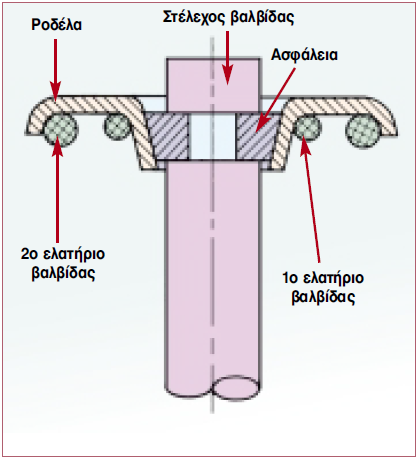 Στέλεχος βαλβίδας
Ροδέλα
Ασφάλεια
2ο ελατήριο
βαλβίδας
1ο ελατήριο
βαλβίδας